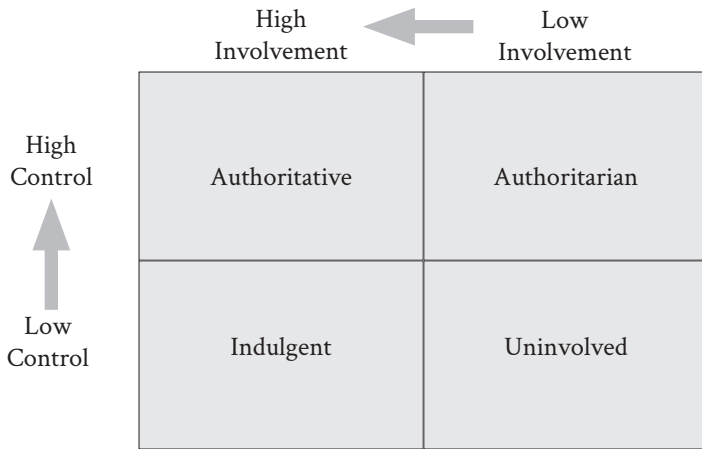 High
Involvement
Low
Involvement
High
Control
Authoritative
Authoritarian
Low
Control
Indulgent
Uninvolved